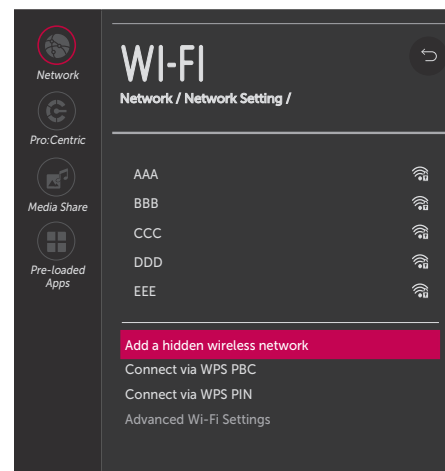 Network
Pro:Centric
Media Share
Pre-loaded
Apps
WI-FI
Network / Network Setting /
AAA
BBB
CCC
DDD
EEE
Add a hidden wireless network
Connect via WPS PBC
Connect via WPS PIN
Advanced Wi-Fi Settings